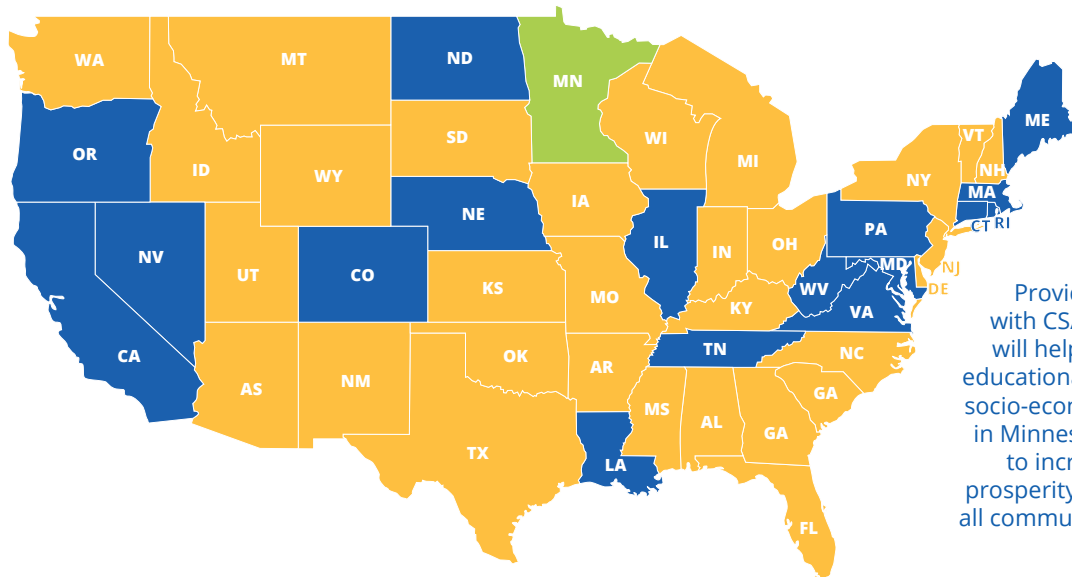 WA
MT
ND
MN
OR
ID
WY
SD
WI
MI
VT
ME
NH
NY
MA
CT RI
NV
UT
CO
NE
IA
IL
IN
OH
PA
NJ
DE
MD
CA
KS
MO
KY
WV
VA
AS
NM
OK
AR
TN
NC
TX
LA
MS
AL
GA
GA
FL
Provi
with CSA
will help
educationa
socio-econ
in Minnes
to incr
prosperity
all commu